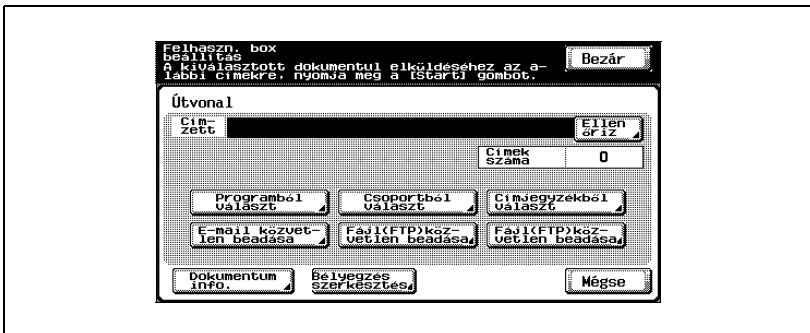 Felhaszn. box
beállítás
A kiválasztott dokumentul elküldéséhez az a-
lábbi címekre, nyomja meg a [Start] gombot.
Bezár
Útvonal
Cím-
zett
Ellen
őriz
Címek
száma
0
Programból
választ
Csoportból
választ
Címjegyzékből
választ
E-mail közvet-
len beadása
Fájl(FTP)köz-
vetlen beadása
Fájl(FTP)köz-
vetlen beadása
Dokumentum
info.
Bélyegzés
szerkesztés
Mégse